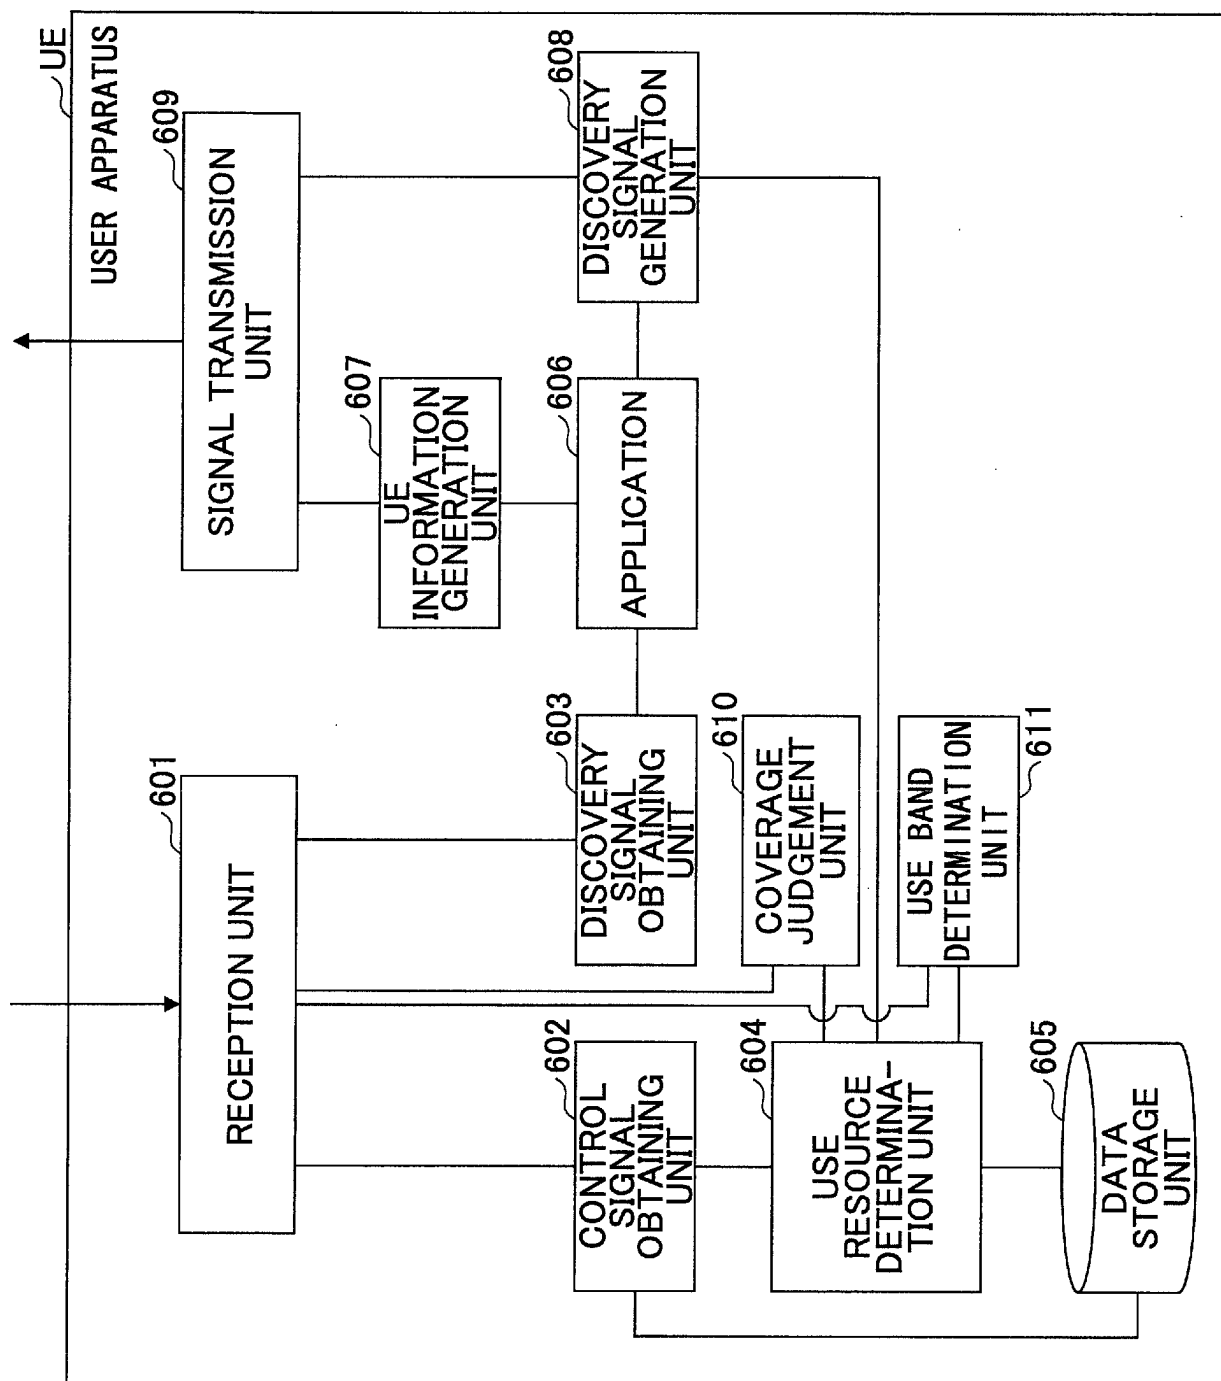 UE
USER APPARATUS
601
RECEPTION UNIT
609
SIGNAL TRANSMISSION
UNIT
602
CONTROL
SIGNAL
OBTAINING
UNIT
603
DISCOVERY
SIGNAL
OBTAINING
UNIT
607
UE
INFORMATION
GENERATION
UNIT
606
APPLICATION
608
DISCOVERY
SIGNAL
GENERATION
UNIT
604
USE
RESOURCE
DETERMINA-
TION UNIT
610
COVERAGE
JUDGEMENT
UNIT
611
USE BAND
DETERMINATION
UNIT
605
DATA
STORAGE
UNIT